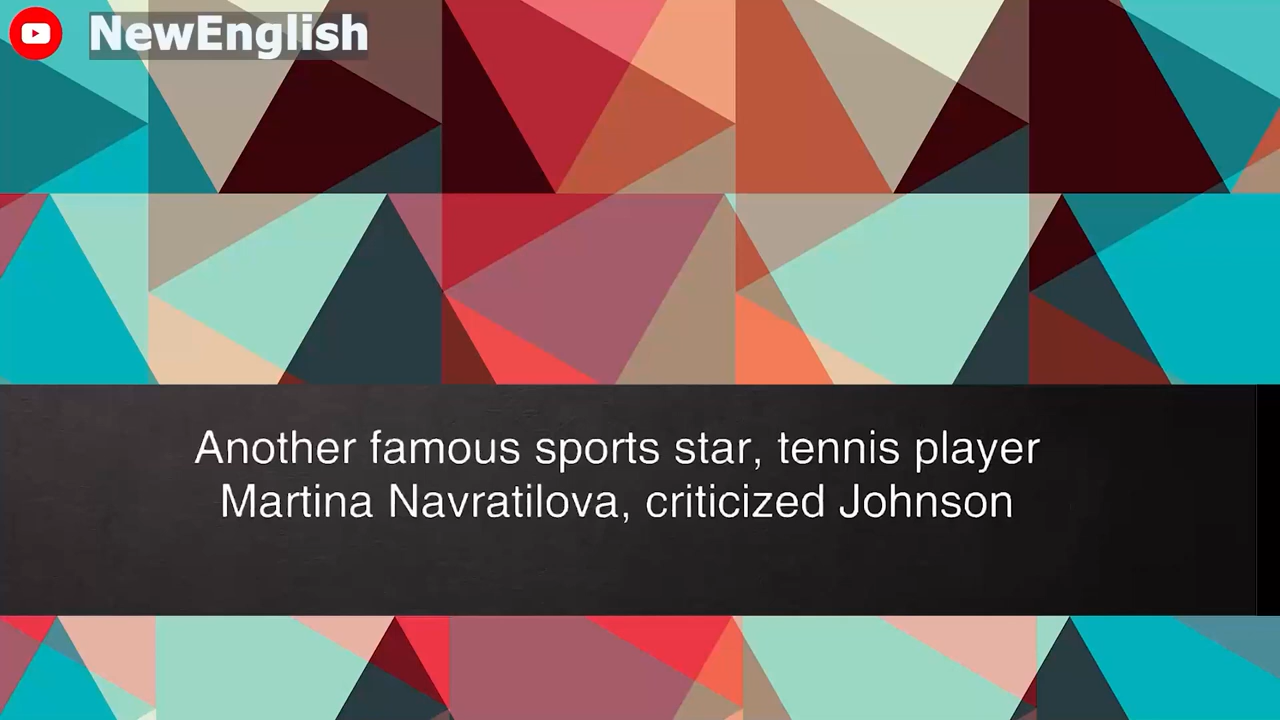 NewEnglish
Another famous sports star, tennis player
Martina Navratilova, criticized Johnson